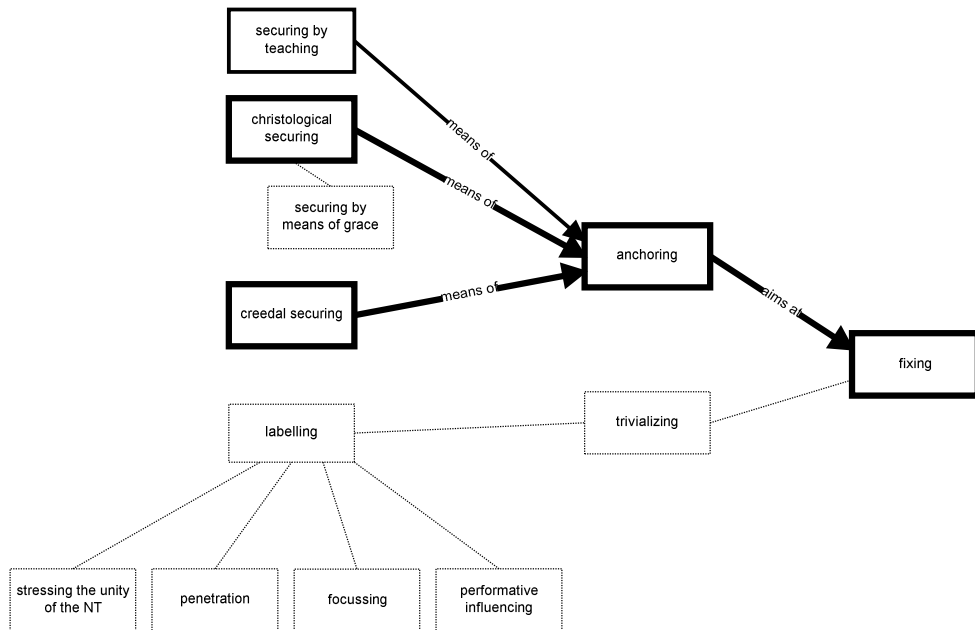 securing by
teaching
means of
christological
securing
means of
securing by
means of grace
anchoring
creedal securing
means of
aims at
fixing
labelling
trivializing
stressing the unity
of the NT
penetration
focussing
performative
influencing